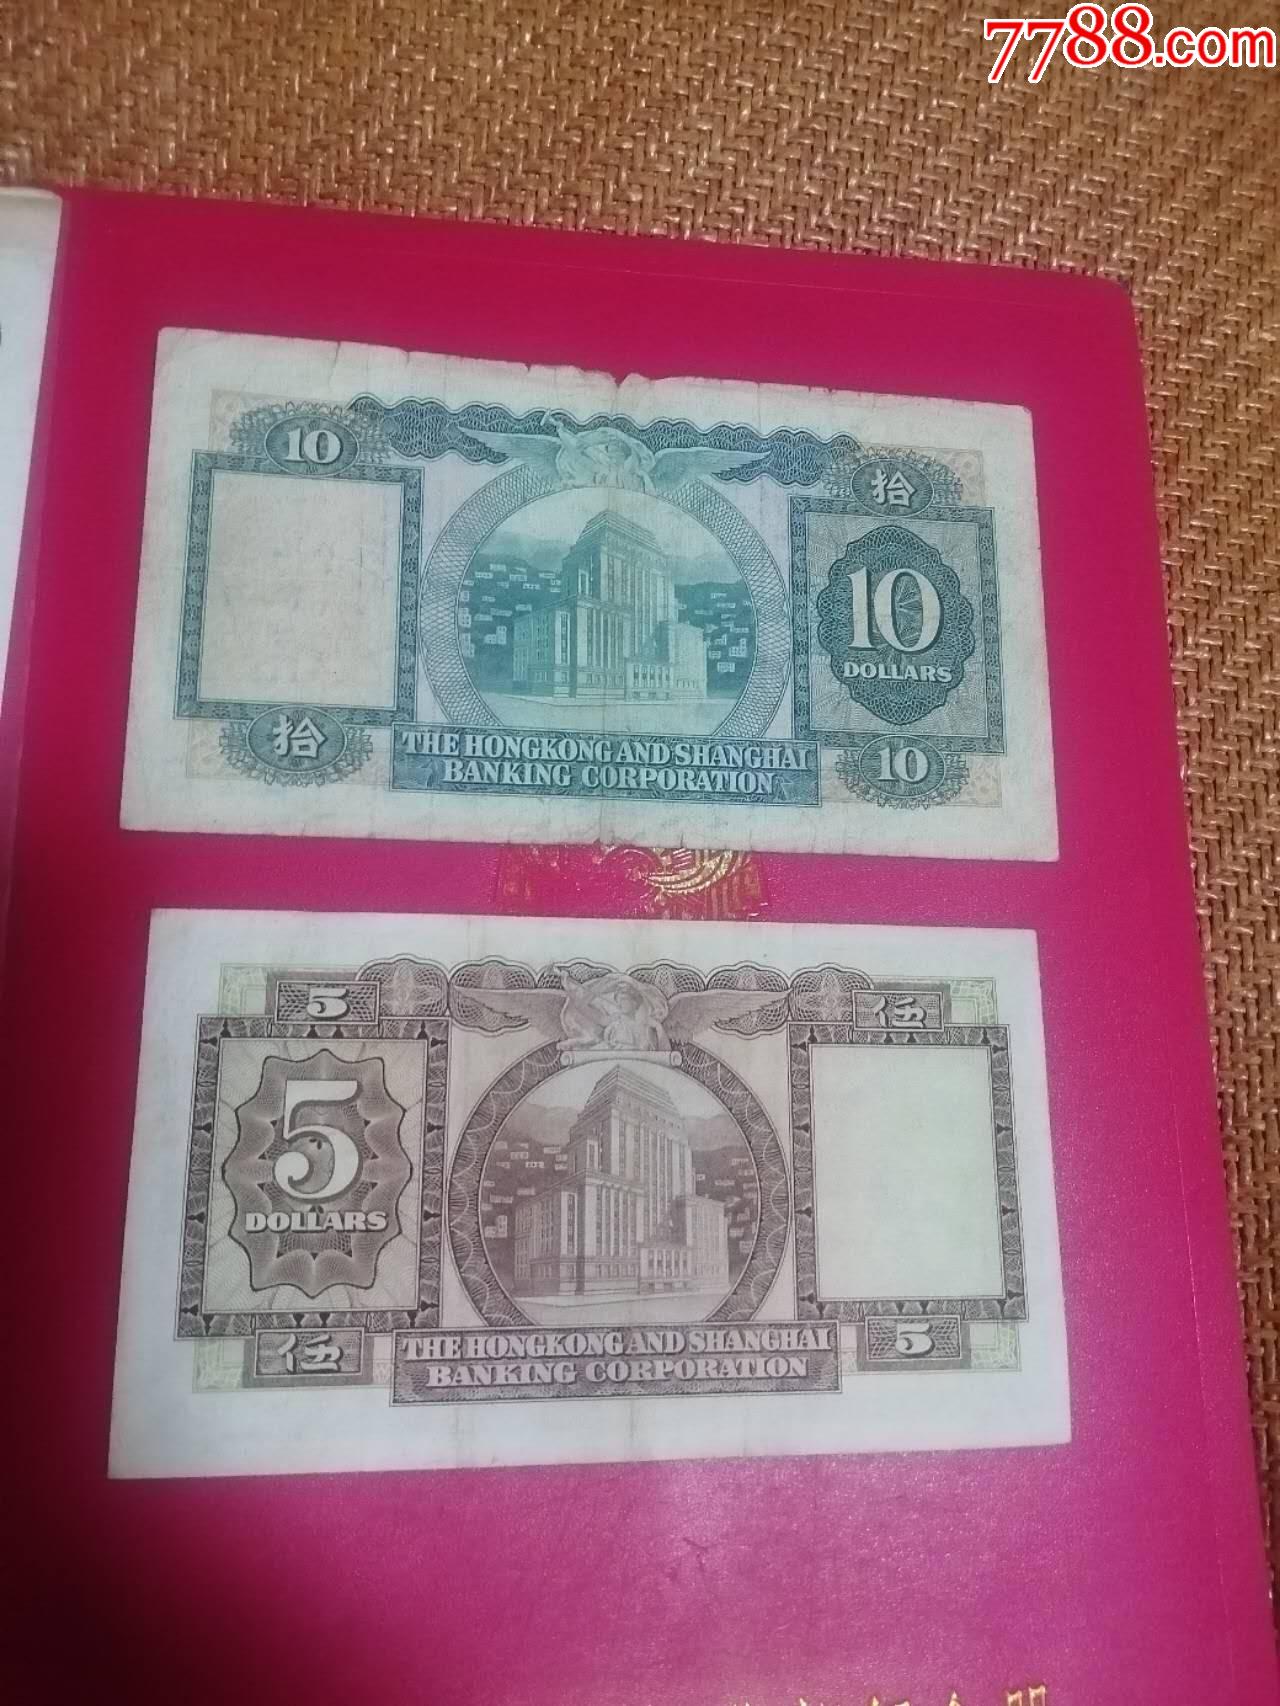 7788.com
10
拾
10
DOLLARS
拾
THE HONGKONG AND SHANGHAI
BANKING CORPORATION
10
5
伍
5
DOLLARS
伍
THE HONGKONG AND SHANGHAI
BANKING CORPORATION
5